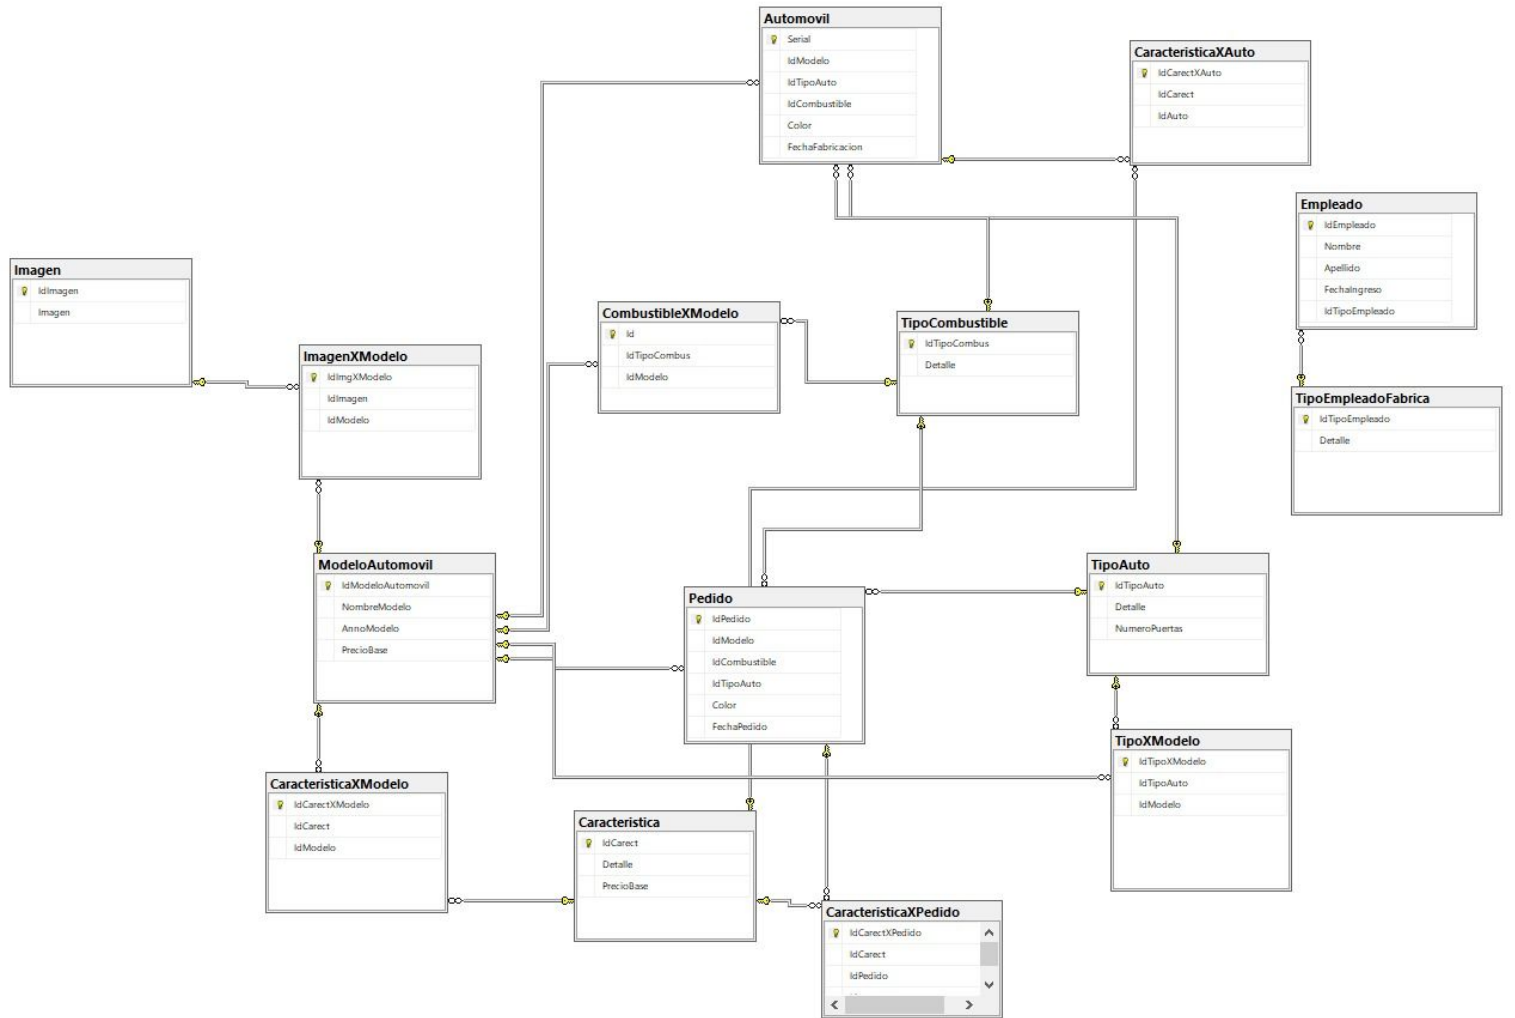 Automovil
Serial
IdModelo
IdTipoAuto
IdCombustible
Color
FechaFabricacion
CaracteristicaXAuto
IdCarectXAuto
IdCarect
IdAuto
Empleado
IdEmpleado
Nombre
Apellido
FechaIngreso
IdTipoEmpleado
Imagen
IdImagen
Imagen
CombustibleXModelo
Id
IdTipoCombus
IdModelo
TipoCombustible
IdTipoCombus
Detalle
ImagenXModelo
IdImgXModelo
IdImagen
IdModelo
TipoEmpleadoFabrica
IdTipoEmpleado
Detalle
ModeloAutomovil
IdModeloAutomovil
NombreModelo
AnnoModelo
PrecioBase
Pedido
IdPedido
IdModelo
IdCombustible
IdTipoAuto
Color
FechaPedido
TipoAuto
IdTipoAuto
Detalle
NumeroPuertas
TipoXModelo
IdTipoXModelo
IdTipoAuto
IdModelo
CaracteristicaXModelo
IdCarectXModelo
IdCarect
IdModelo
Caracteristica
IdCarect
Detalle
PrecioBase
CaracteristicaXPedido
IdCarectXPedido
IdCarect
IdPedido